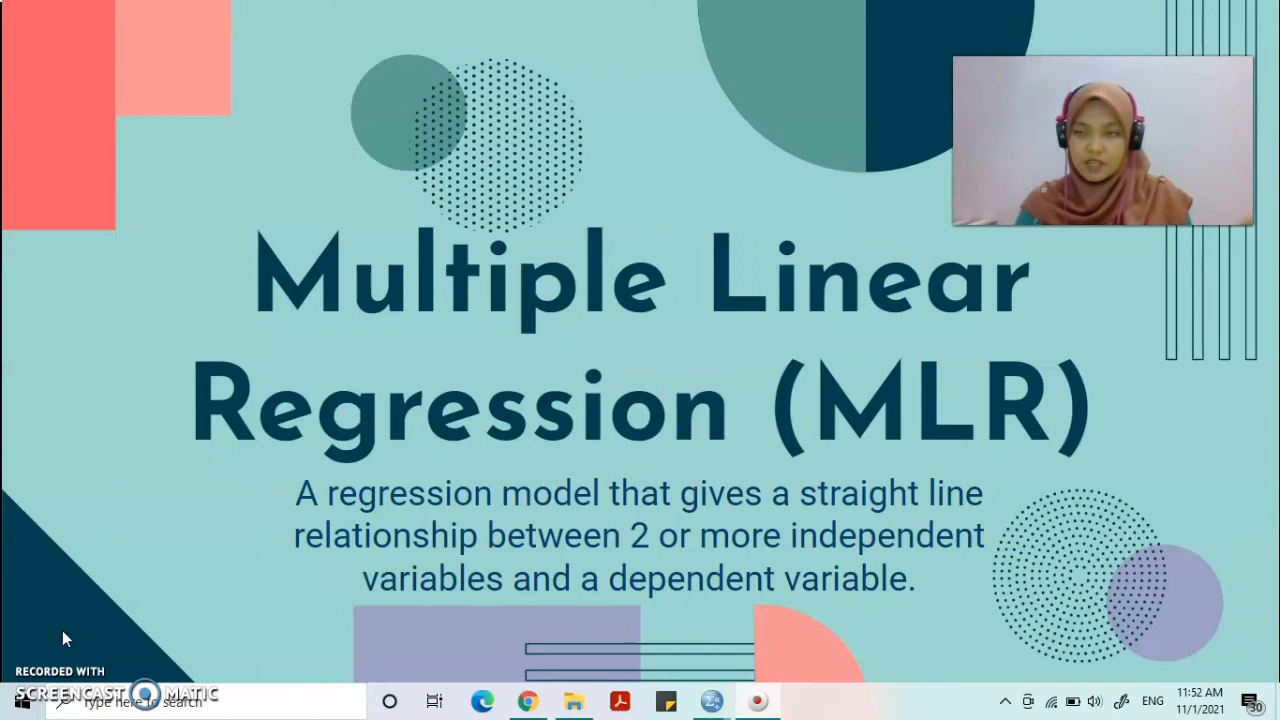 Multiple Linear
Regression (MLR)
A regression model that gives a straight line
relationship between 2 or more independent
variables and a dependent variable.
RECORDED WITH
SCREENCAST MATIC
Type here to search
ENG
11:52 AM
11/1/2021
30